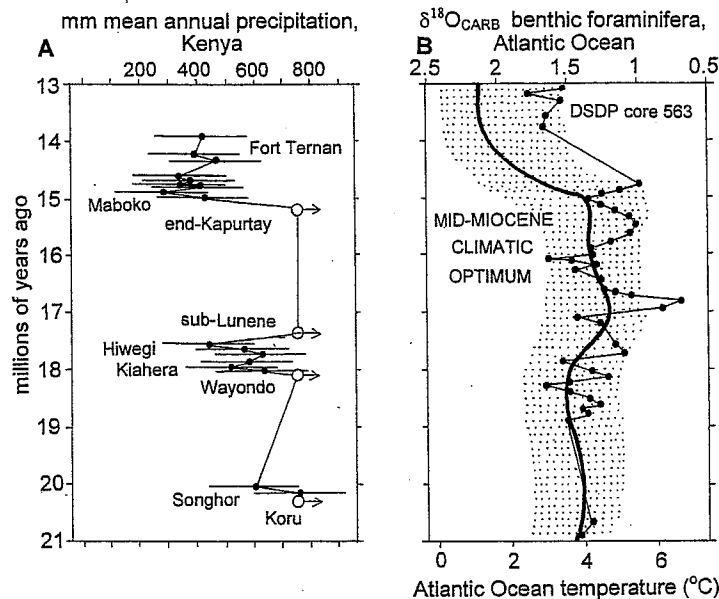 mm mean annual precipitation,
Kenya
A
200 400 600 800
13
14
15
16
17
18
19
20
21
millions of years ago
Fort Ternan
Maboko
end-Kapurtay
sub-Lunene
Hiwegi
Kiahera
Wayondo
Songhor
Koru
δ18OCARB benthic foraminifera,
B Atlantic Ocean
2.5 2 1.5 1 0.5
DSDP core 563
MID-MIOCENE
CLIMATIC
OPTIMUM
0 2 4 6
Atlantic Ocean temperature (°C)